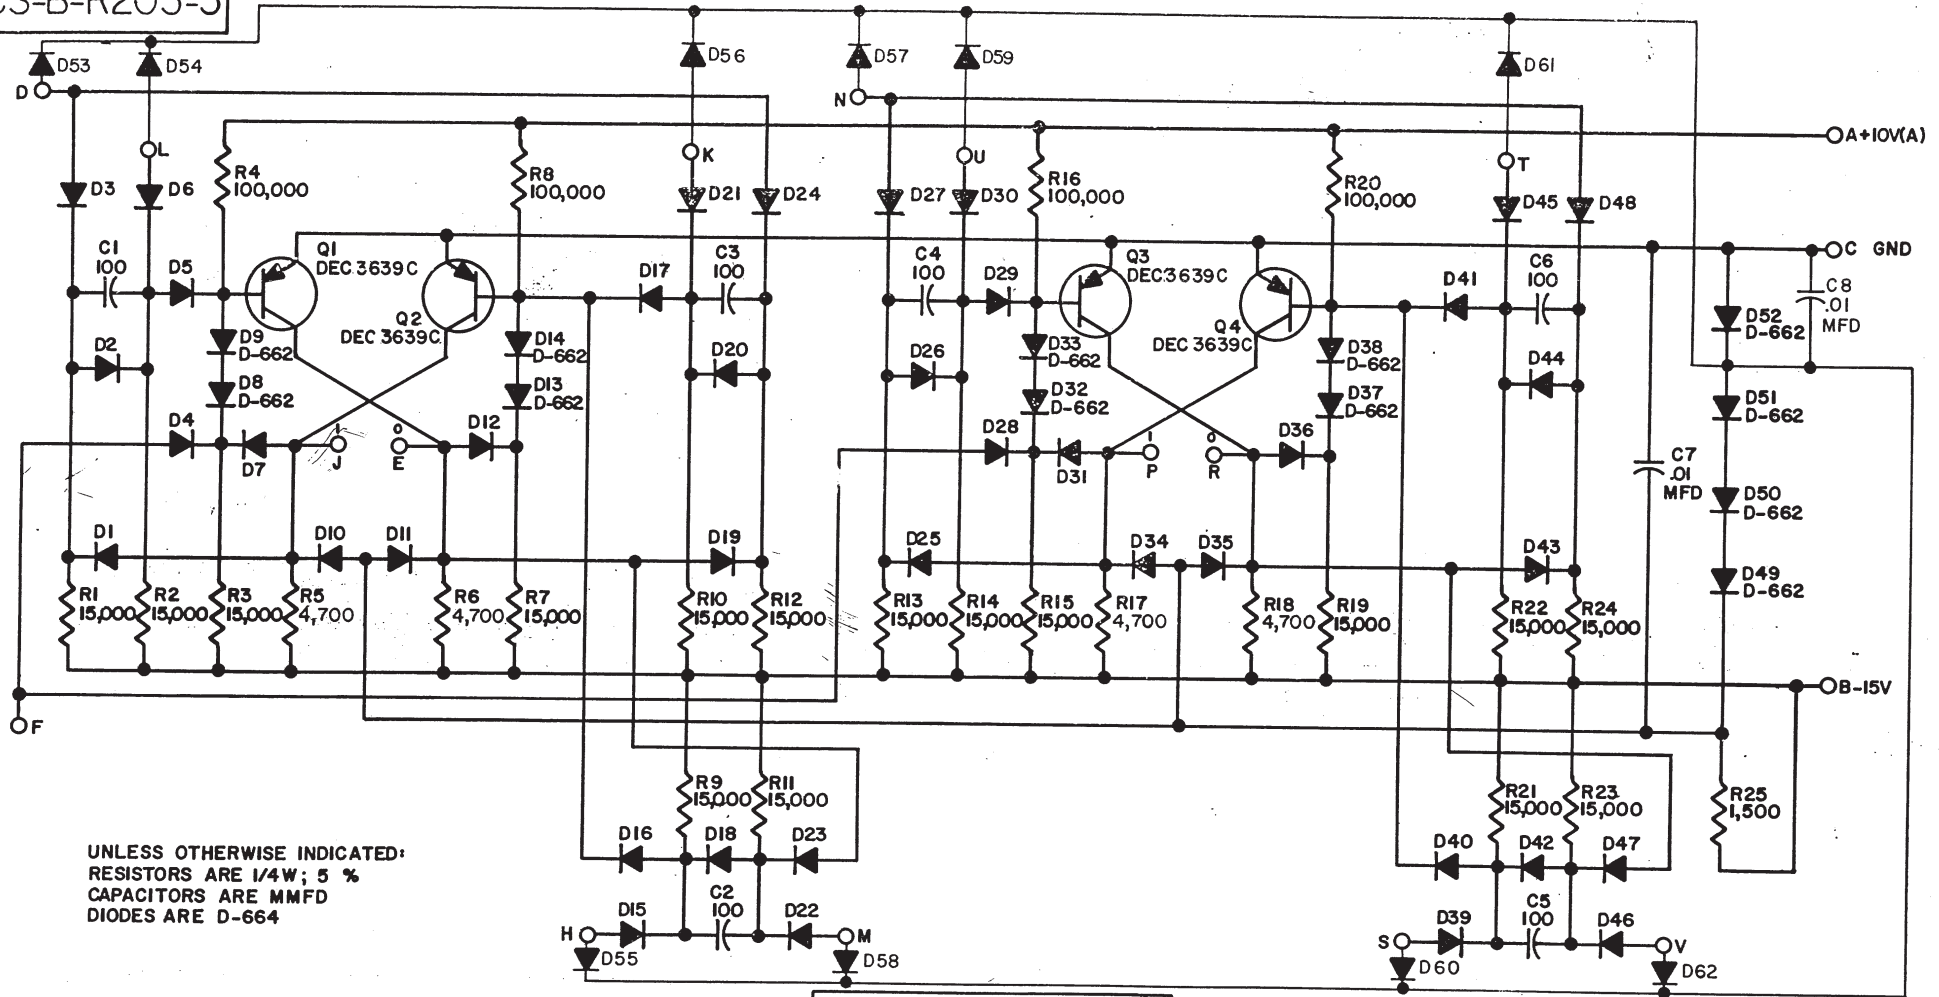 CS-B-R205-5
D53
D54
D56
D57
D59
D61
D
N
A+10V(A)
L
K
U
T
D3
D6
R4
100,000
R8
100,000
D21
D24
D27
D30
R16
100,000
R20
100,000
D45
D48
C1
100
D5
Q1
DEC 3639C
D17
C3
100
C4
100
D29
Q3
DEC 3639C
D41
C6
100
C GND
C8
.01
MFD
D2
D9
D-662
Q2
DEC 3639C
D14
D-662
D20
D26
D33
D-662
Q4
DEC 3639C
D38
D-662
D44
D52
D-662
D8
D-662
D13
D-662
D32
D-662
D37
D-662
D51
D-662
D4
D7
1
J
0
E
D12
D28
D31
1
P
0
R
D36
C7
.01
MFD
D50
D-662
D1
D10
D11
D19
D25
D34
D35
D43
D49
D-662
R1
15,000
R2
15,000
R3
15,000
R5
4,700
R6
4,700
R7
15,000
R10
15,000
R12
15,000
R13
15,000
R14
15,000
R15
15,000
R17
4,700
R18
4,700
R19
15,000
R22
15,000
R24
15,000
B-15V
F
R9
15,000
R11
15,000
R21
15,000
R23
15,000
R25
1,500
D16
D18
D23
D40
D42
D47
UNLESS OTHERWISE INDICATED:
RESISTORS ARE 1/4W; 5 %
CAPACITORS ARE MMFD
DIODES ARE D-664
H
D15
C2
100
D22
M
S
D39
C5
100
D46
V
D55
D58
D60
D62